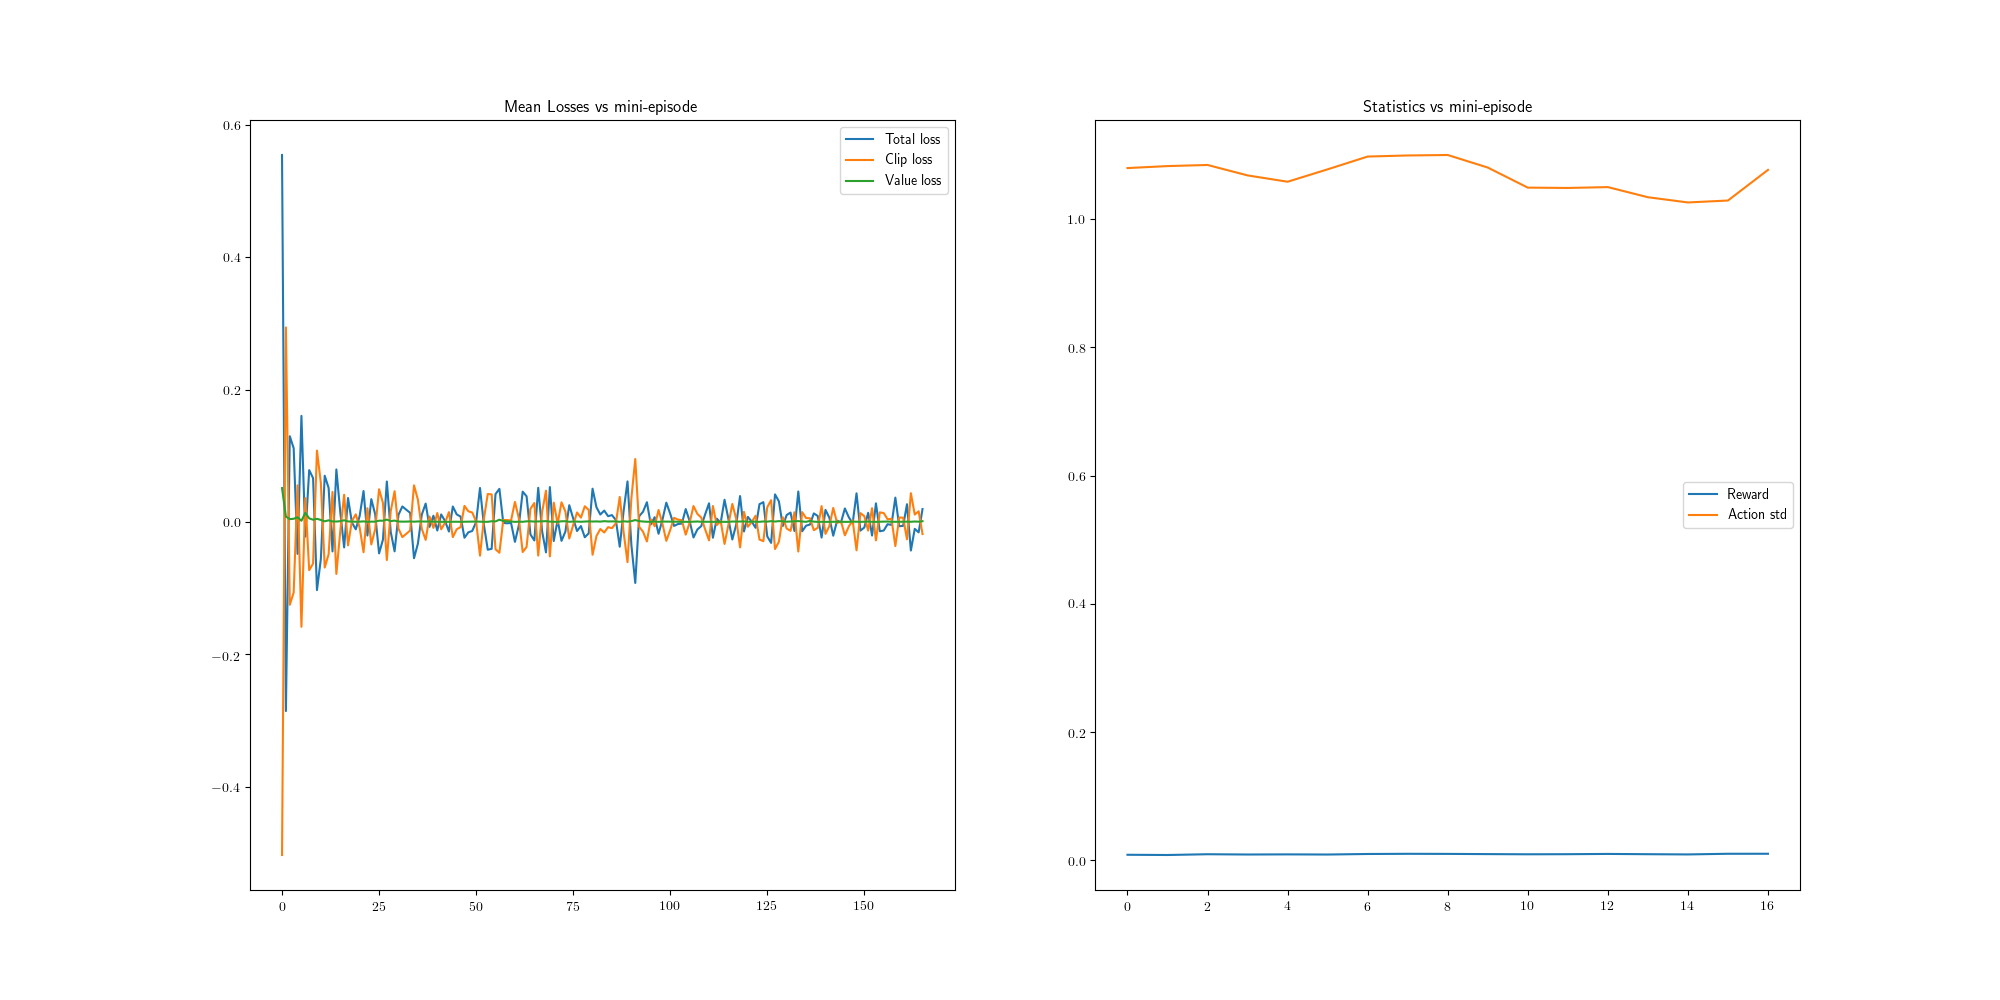 Mean Losses vs mini-episode
0.6
0.4
0.2
0.0
−0.2
−0.4
0 25 50 75 100 125 150
Total loss
Clip loss
Value loss
Statistics vs mini-episode
1.0
0.8
0.6
0.4
0.2
0.0
0 2 4 6 8 10 12 14 16
Reward
Action std